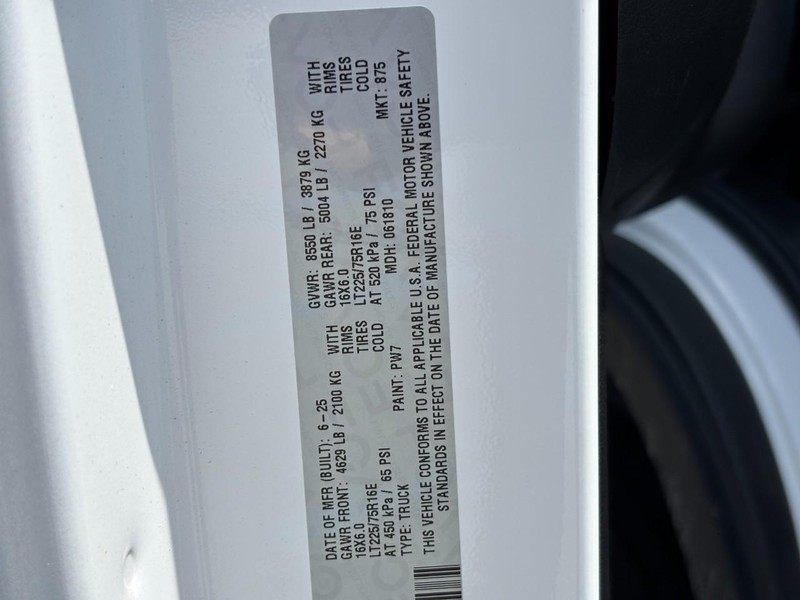 DATE OF MFR (BUILT): 6-25 GVWR: 8550 LB / 3879 KG
GAWR FRONT: 4629 LB / 2100 KG WITH GAWR REAR: 5004 LB / 2270 KG WITH
16X6.0 RIMS 16X6.0 RIMS
LT225/75R16E TIRES LT225/75R16E TIRES
AT 450 kPa / 65 PSI COLD AT 520 kPa / 75 PSI COLD
TYPE: TRUCK PAINT: PW7 MDH: 061810 MKT: 875
THIS VEHICLE CONFORMS TO ALL APPLICABLE U.S.A. FEDERAL MOTOR VEHICLE SAFETY
STANDARDS IN EFFECT ON THE DATE OF MANUFACTURE SHOWN ABOVE.